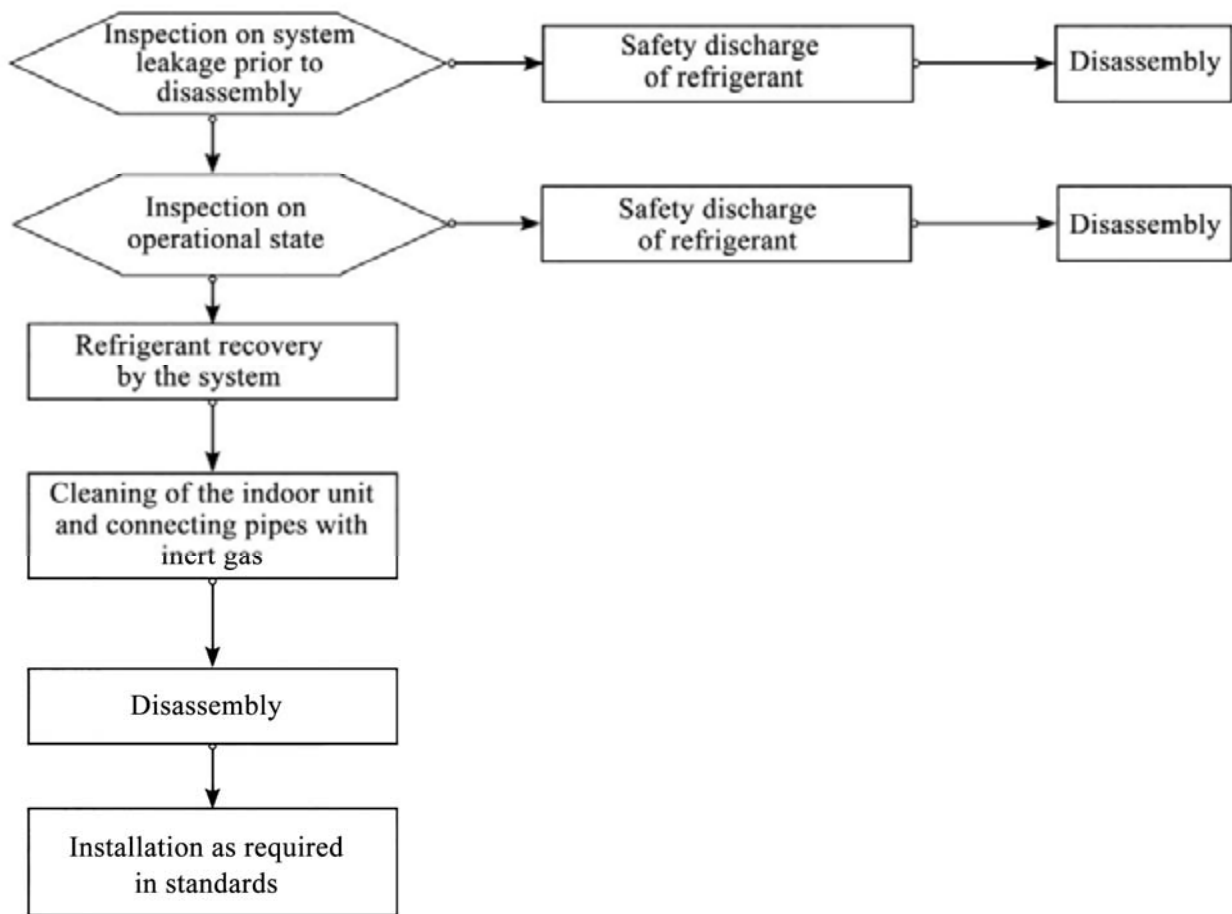 Inspection on system
leakage prior to
disassembly
Safety discharge
of refrigerant
Disassembly
Inspection on
operational state
Safety discharge
of refrigerant
Disassembly
Refrigerant recovery
by the system
Cleaning of the indoor unit
and connecting pipes with
inert gas
Disassembly
Installation as required
in standards